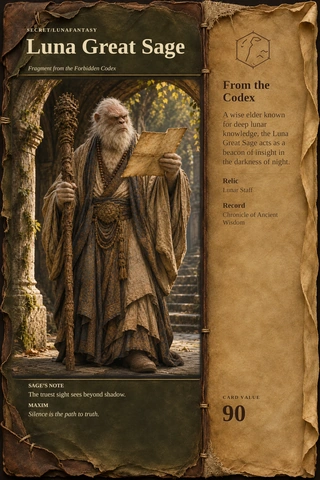 SECRET/LUNAFANTASY
Luna Great Sage
Fragment from the Forbidden Codex
From the
Codex
A wise elder known
for deep lunar
knowledge, the Luna
Great Sage acts as a
beacon of insight in
the darkness of night.
Relic
Lunar Staff
Record
Chronicle of Ancient
Wisdom
SAGE'S NOTE
The truest sight sees beyond shadow.
MAXIM
Silence is the path to truth.
CARD VALUE
90